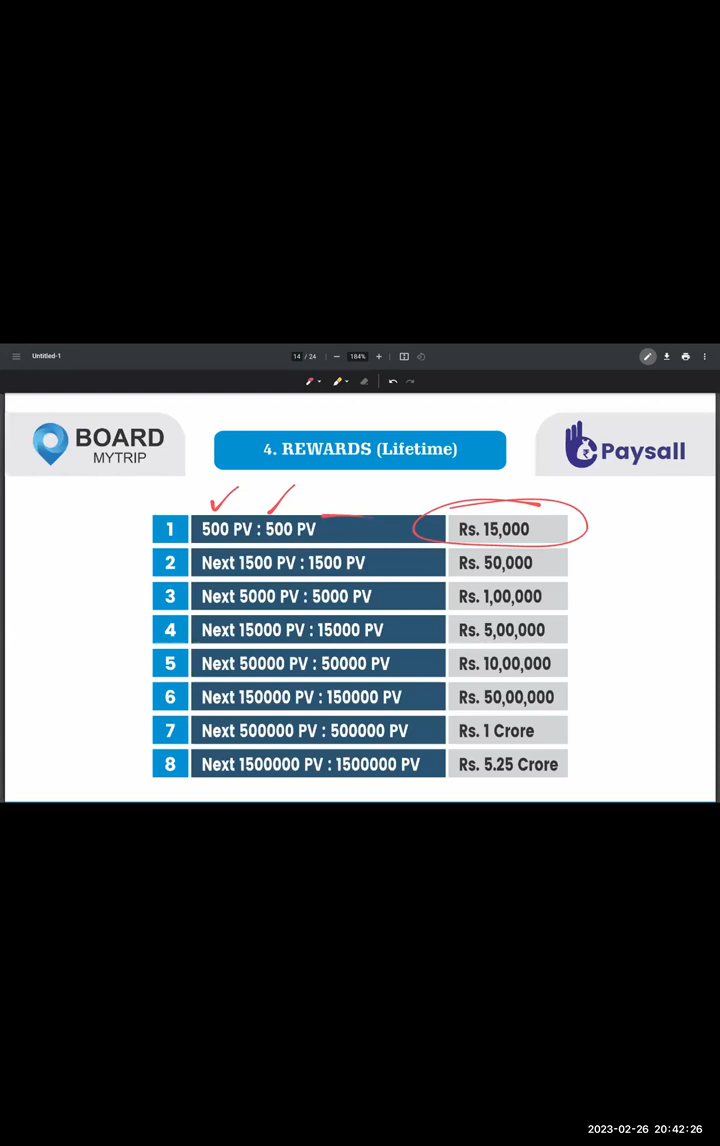 Untitled-1
14 / 24
184%
BOARD
MYTRIP
4. REWARDS (Lifetime)
Paysall
1 500 PV : 500 PV Rs. 15,000
2 Next 1500 PV : 1500 PV Rs. 50,000
3 Next 5000 PV : 5000 PV Rs. 1,00,000
4 Next 15000 PV : 15000 PV Rs. 5,00,000
5 Next 50000 PV : 50000 PV Rs. 10,00,000
6 Next 150000 PV : 150000 PV Rs. 50,00,000
7 Next 500000 PV : 500000 PV Rs. 1 Crore
8 Next 1500000 PV : 1500000 PV Rs. 5.25 Crore
2023-02-26 20:42:26